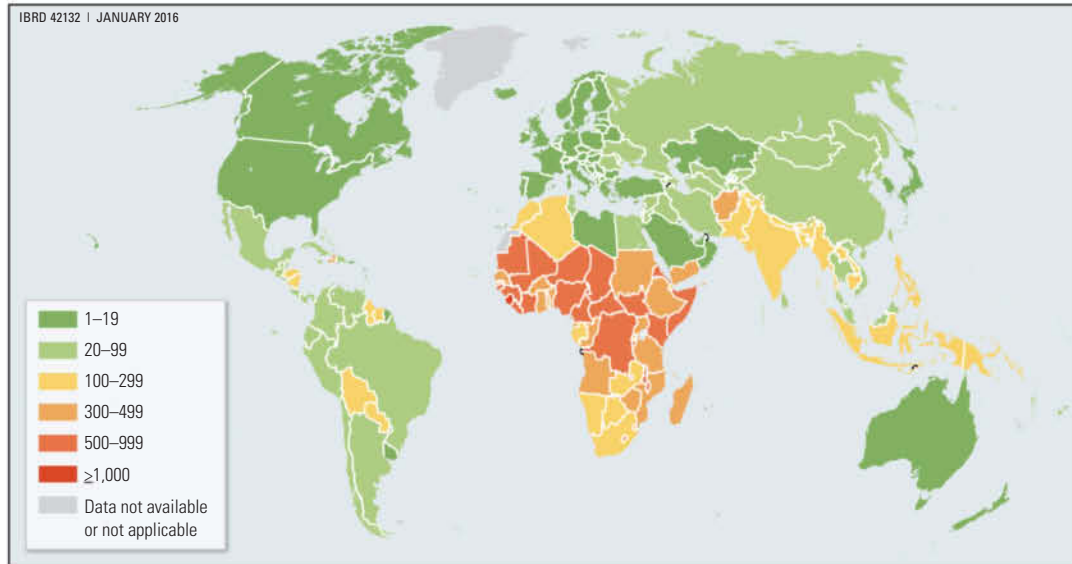 IBRD 42132 | JANUARY 2016
1–19
20–99
100–299
300–499
500–999
≥1,000
Data not available
or not applicable